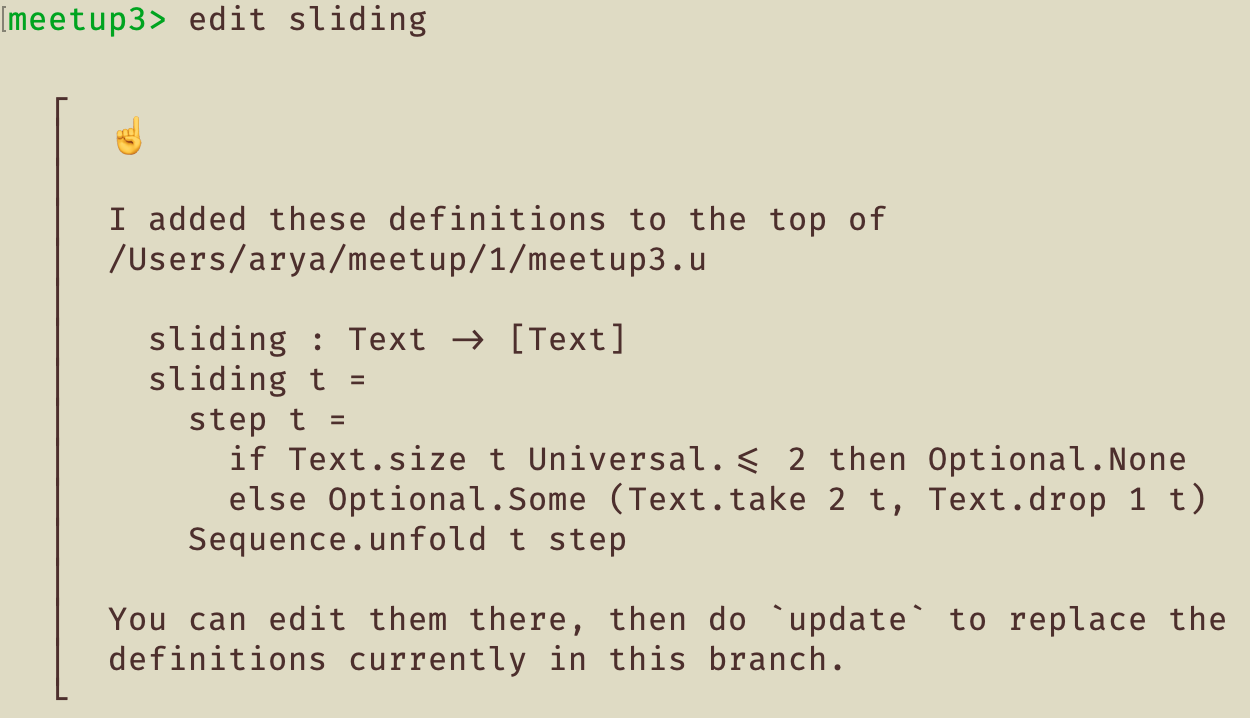 meetup3> edit sliding
☝
I added these definitions to the top of
/Users/arya/meetup/1/meetup3.u
sliding : Text -> [Text]
sliding t =
step t =
if Text.size t Universal.<= 2 then Optional.None
else Optional.Some (Text.take 2 t, Text.drop 1 t)
Sequence.unfold t step
You can edit them there, then do `update` to replace the
definitions currently in this branch.